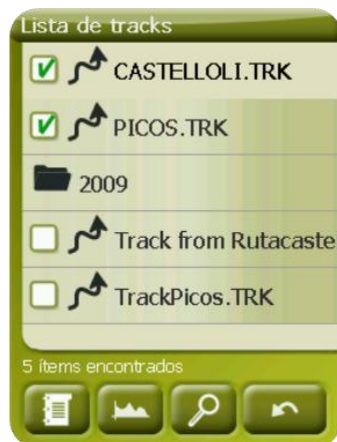 Lista de tracks
CASTELLOLI.TRK
PICOS.TRK
2009
Track from Rutacaste
TrackPicos.TRK
5 ítems encontrados